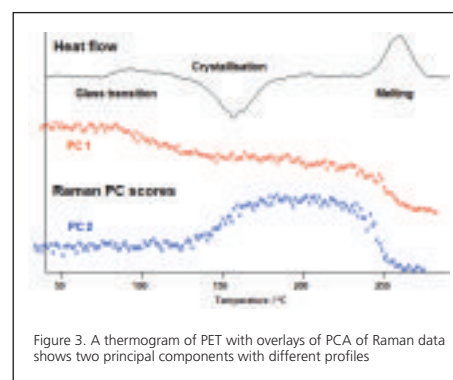 Heat flow
Crystallisation
Glass transition
Melting
PC 1
Raman PC scores
PC 2
50 100 150 200 250
Temperature / °C
Figure 3. A thermogram of PET with overlays of PCA of Raman data
shows two principal components with different profiles